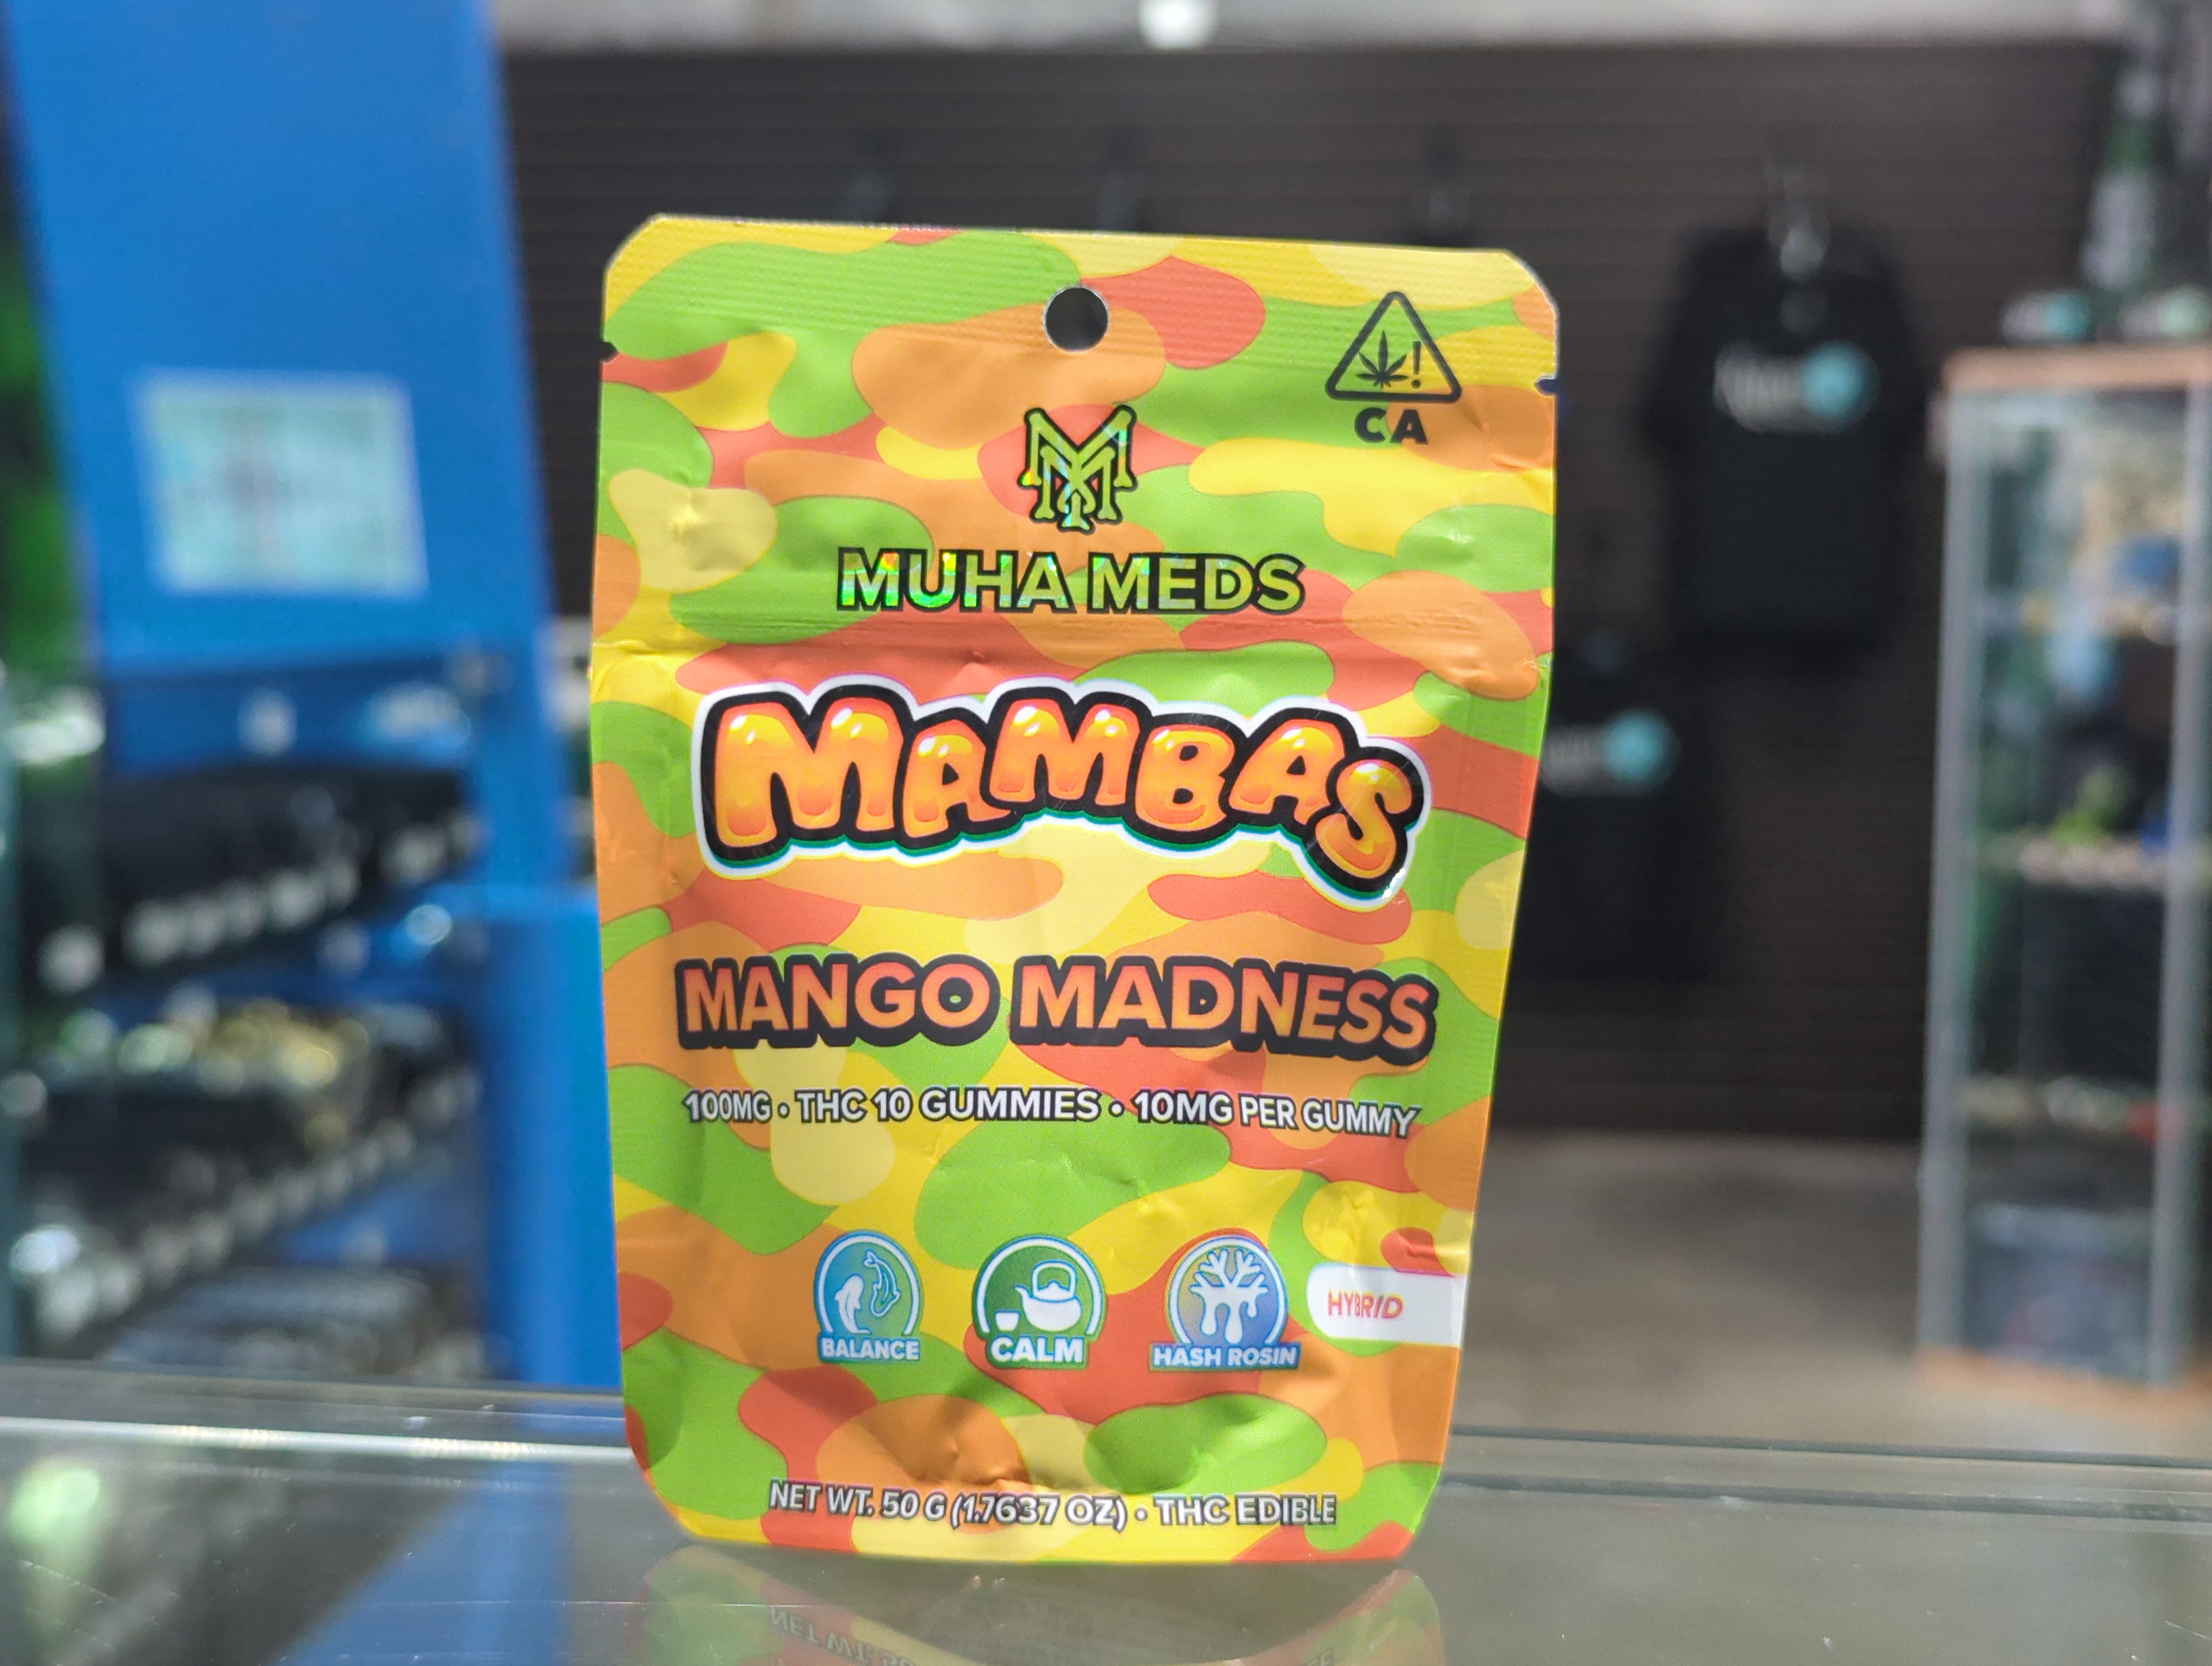 CA
MUHA MEDS
MAMBAS
MANGO MADNESS
100MG • THC 10 GUMMIES • 10MG PER GUMMY
BALANCE
CALM
HASH ROSIN
HYBRID
NET WT. 50 G (1.7637 OZ) • THC EDIBLE